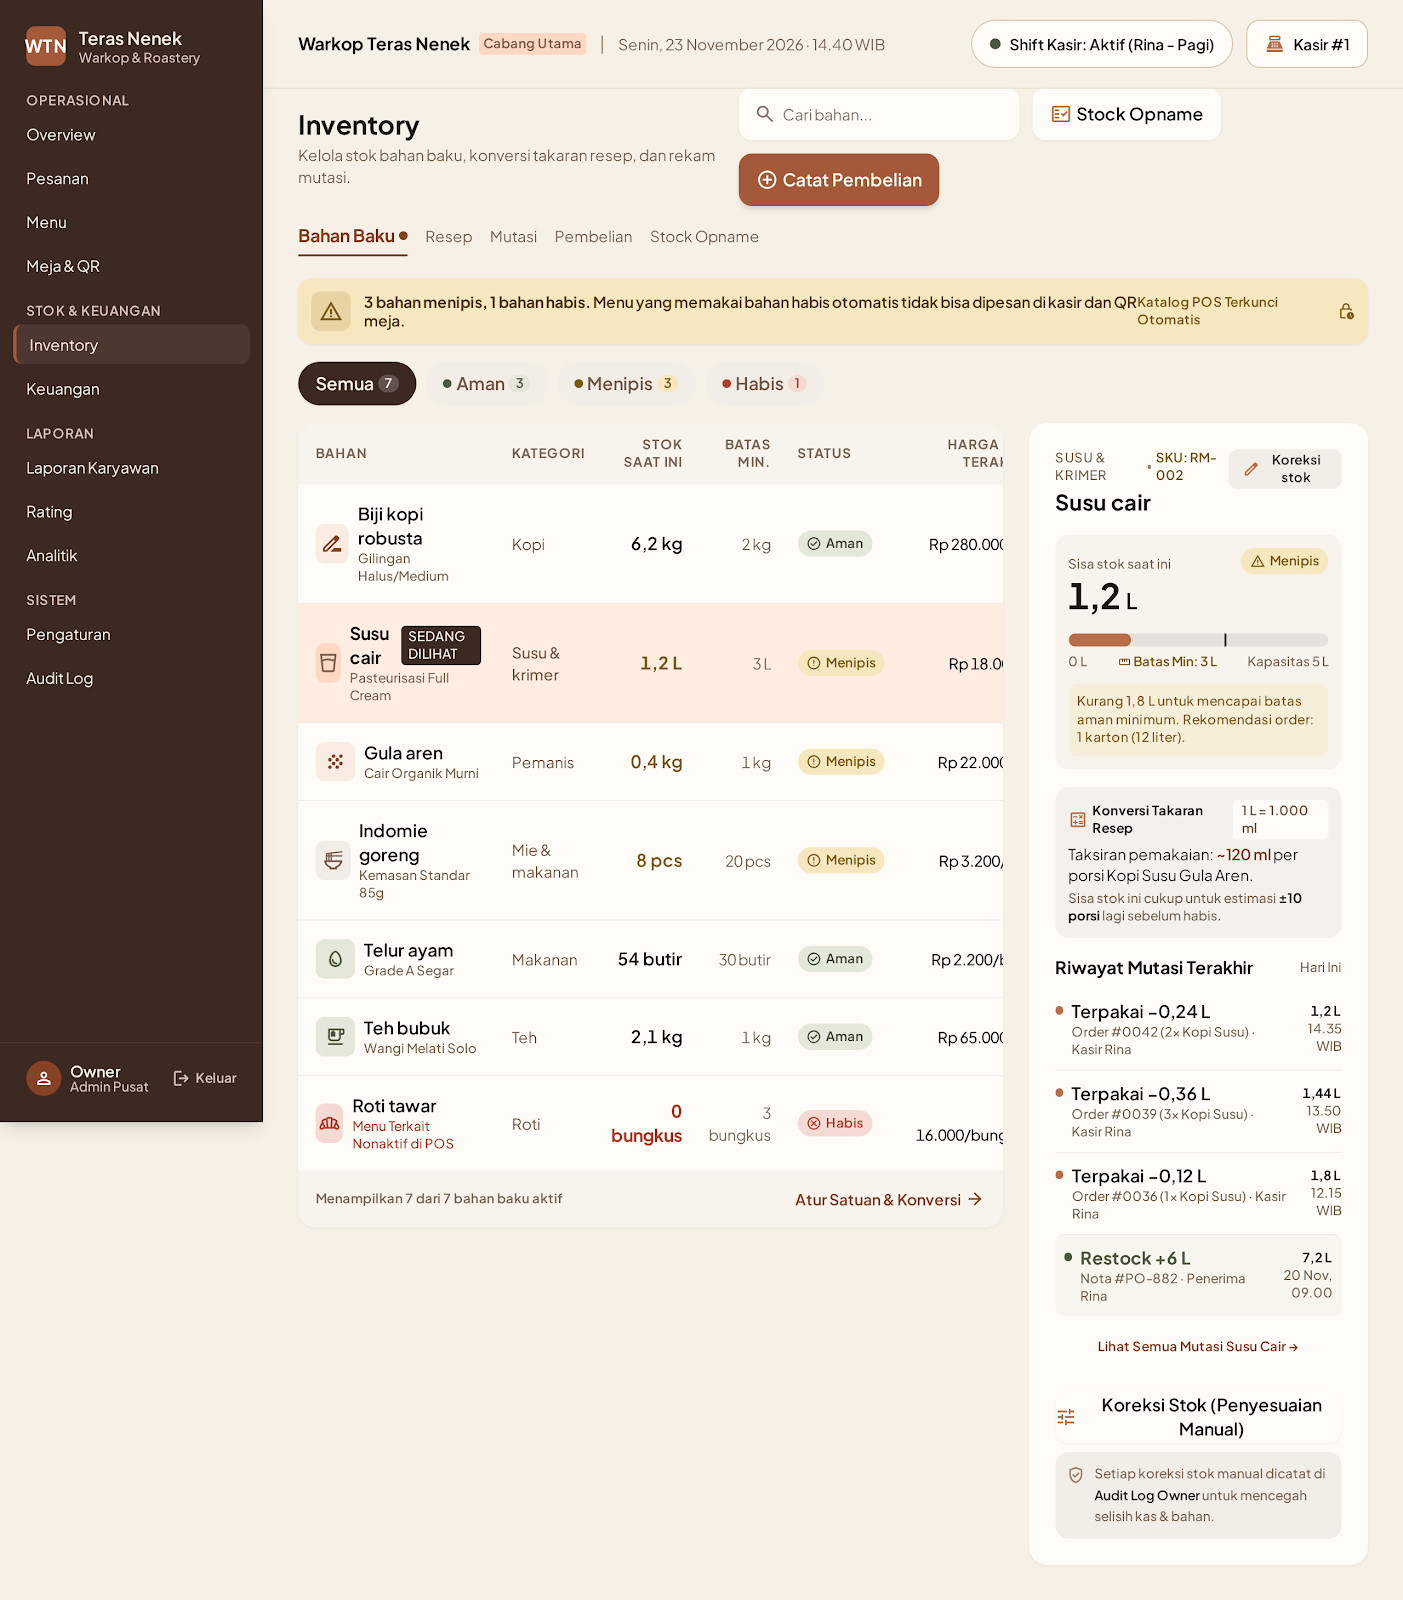 WTN
Teras Nenek
Warkop & Roastery
OPERASIONAL
Overview
Pesanan
Menu
Meja & QR
STOK & KEUANGAN
Inventory
Keuangan
LAPORAN
Laporan Karyawan
Rating
Analitik
SISTEM
Pengaturan
Audit Log
Owner
Admin Pusat
Keluar
Warkop Teras Nenek
Cabang Utama
Senin, 23 November 2026 · 14.40 WIB
Shift Kasir: Aktif (Rina - Pagi)
Kasir #1
Inventory
Kelola stok bahan baku, konversi takaran resep, dan rekam
mutasi.
Cari bahan...
Stock Opname
Catat Pembelian
Bahan Baku
Resep
Mutasi
Pembelian
Stock Opname
3 bahan menipis, 1 bahan habis. Menu yang memakai bahan habis otomatis tidak bisa dipesan di kasir dan QR
meja.
Katalog POS Terkunci
Otomatis
Semua 7
Aman 3
Menipis 3
Habis 1
BAHAN
KATEGORI
STOK
SAAT INI
BATAS
MIN.
STATUS
HARGA
TERAK
Biji kopi
robusta
Gilingan
Halus/Medium
Kopi
6,2 kg
2 kg
Aman
Rp 280.000
Susu
cair
SEDANG
DILIHAT
Pasteurisasi Full
Cream
Susu &
krimer
1,2 L
3 L
Menipis
Rp 18.00
Gula aren
Cair Organik Murni
Pemanis
0,4 kg
1 kg
Menipis
Rp 22.000
Indomie
goreng
Kemasan Standar
85g
Mie &
makanan
8 pcs
20 pcs
Menipis
Rp 3.200/
Telur ayam
Grade A Segar
Makanan
54 butir
30 butir
Aman
Rp 2.200/b
Teh bubuk
Wangi Melati Solo
Teh
2,1 kg
1 kg
Aman
Rp 65.000
Roti tawar
Menu Terkait
Nonaktif di POS
Roti
0
bungkus
3
bungkus
Habis
16.000/bung
Menampilkan 7 dari 7 bahan baku aktif
Atur Satuan & Konversi →
SUSU &
KRIMER
• SKU: RM-
002
Koreksi
stok
Susu cair
Sisa stok saat ini
Menipis
1,2 L
0 L
Batas Min: 3 L
Kapasitas 5 L
Kurang 1,8 L untuk mencapai batas
aman minimum. Rekomendasi order:
1 karton (12 liter).
Konversi Takaran
Resep
1 L = 1.000
ml
Taksiran pemakaian: ~120 ml per
porsi Kopi Susu Gula Aren.
Sisa stok ini cukup untuk estimasi ±10
porsi lagi sebelum habis.
Riwayat Mutasi Terakhir
Hari Ini
Terpakai −0,24 L
Order #0042 (2x Kopi Susu) ·
Kasir Rina
1,2 L
14.35
WIB
Terpakai −0,36 L
Order #0039 (3x Kopi Susu) ·
Kasir Rina
1,44 L
13.50
WIB
Terpakai −0,12 L
Order #0036 (1x Kopi Susu) · Kasir
Rina
1,8 L
12.15
WIB
Restock +6 L
Nota #PO-882 · Penerima
Rina
7,2 L
20 Nov,
09.00
Lihat Semua Mutasi Susu Cair →
Koreksi Stok (Penyesuaian
Manual)
Setiap koreksi stok manual dicatat di
Audit Log Owner untuk mencegah
selisih kas & bahan.